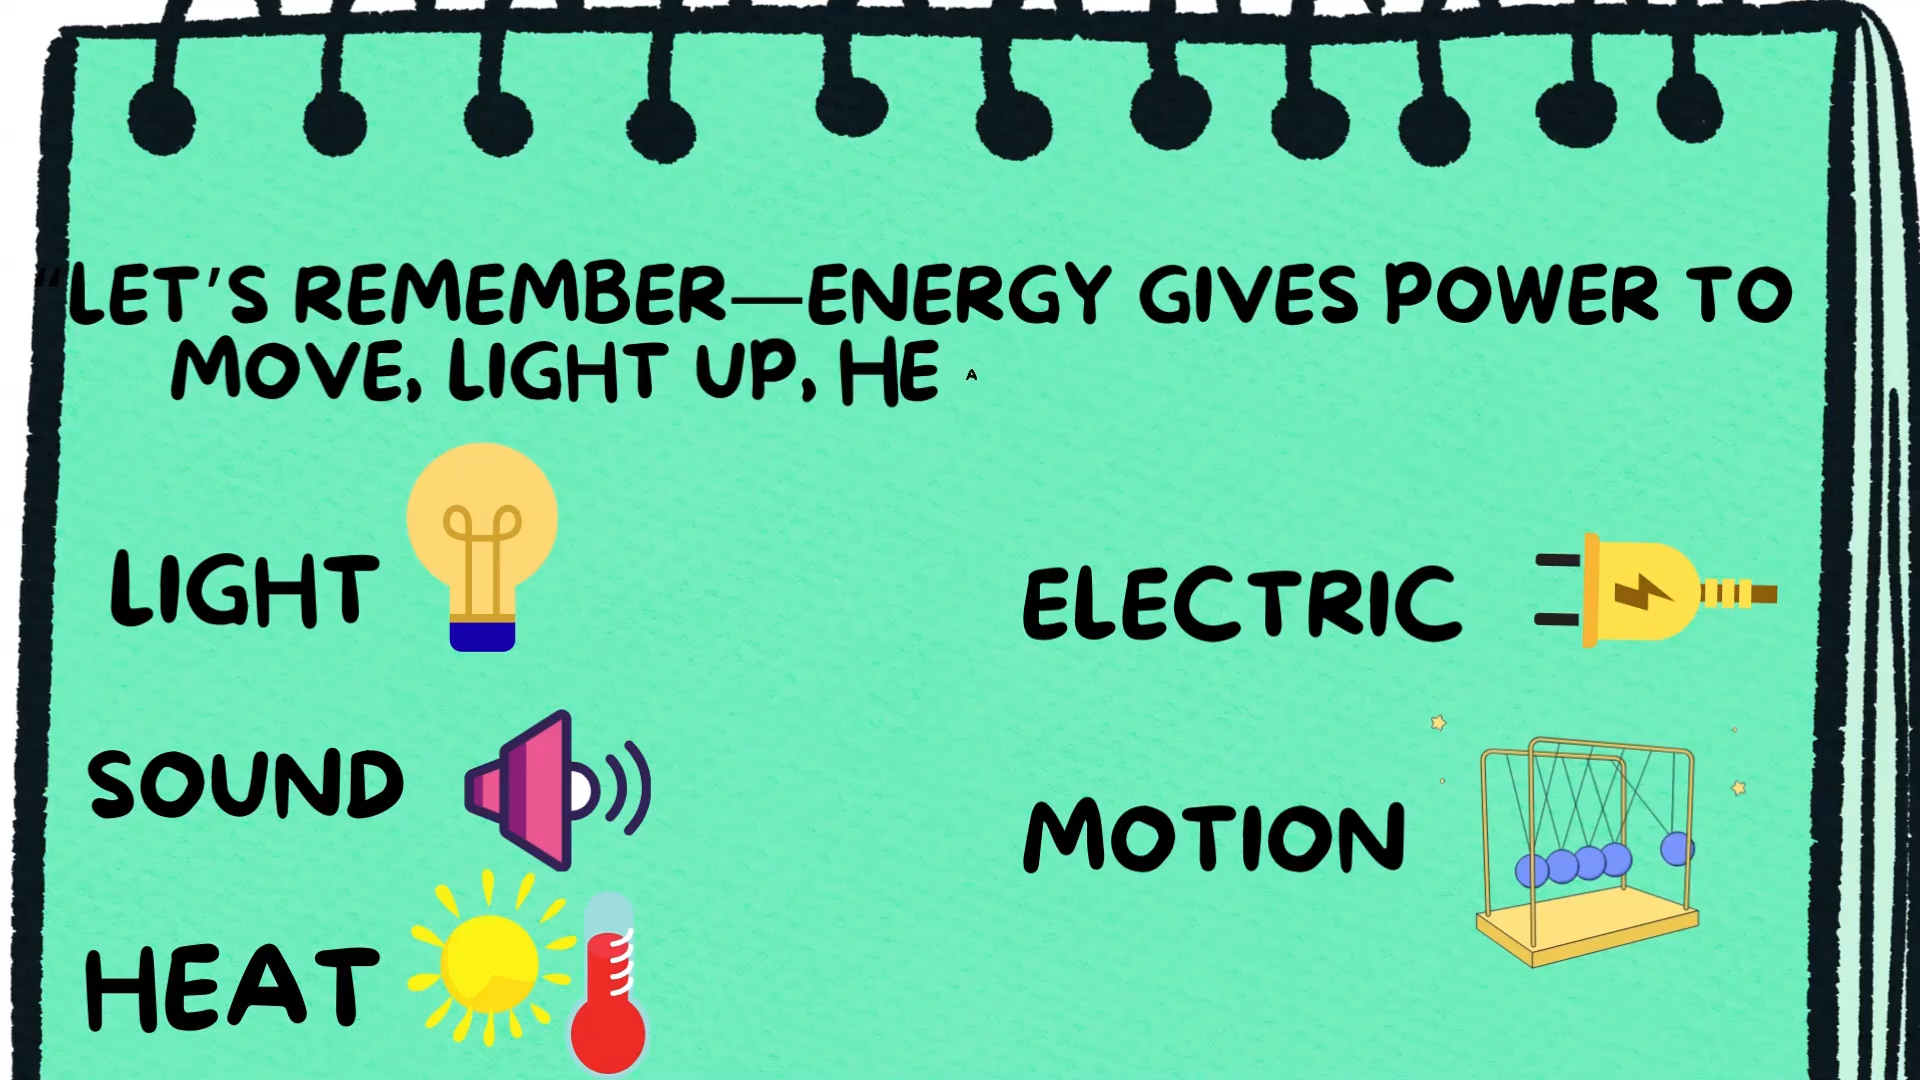 “LET’S REMEMBER—ENERGY GIVES POWER TO
MOVE, LIGHT UP, HE A
LIGHT
ELECTRIC
SOUND
MOTION
HEAT